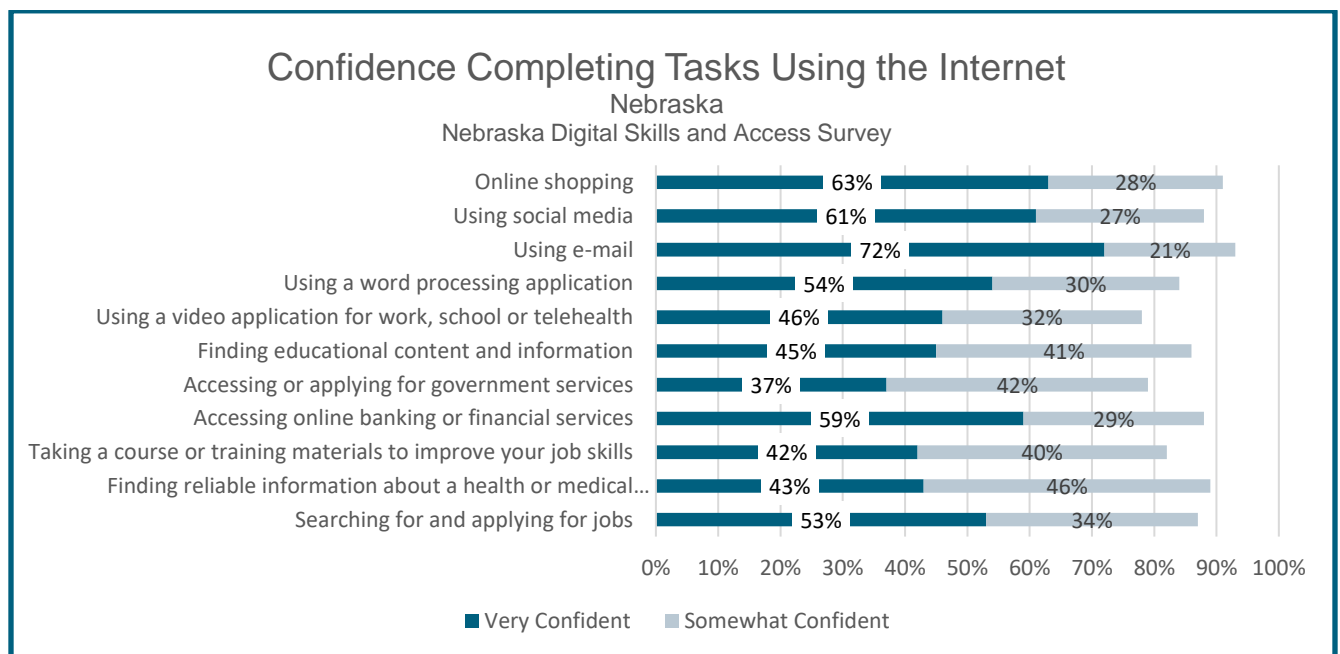 Confidence Completing Tasks Using the Internet
Nebraska
Nebraska Digital Skills and Access Survey
Online shopping 63% 28%
Using social media 61% 27%
Using e-mail 72% 21%
Using a word processing application 54% 30%
Using a video application for work, school or telehealth 46% 32%
Finding educational content and information 45% 41%
Accessing or applying for government services 37% 42%
Accessing online banking or financial services 59% 29%
Taking a course or training materials to improve your job skills 42% 40%
Finding reliable information about a health or medical... 43% 46%
Searching for and applying for jobs 53% 34%
0% 10% 20% 30% 40% 50% 60% 70% 80% 90% 100%
Very Confident Somewhat Confident